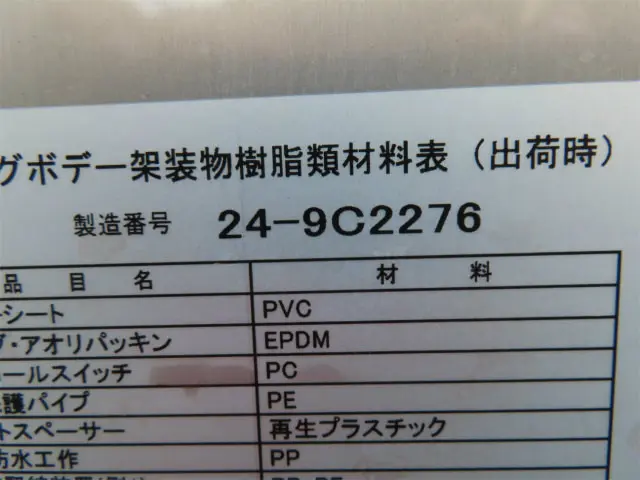 グボデー架装物樹脂類材料表（出荷時）
製造番号 24-9C2276
品目名 材料
シート PVC
・アオリパッキン EPDM
ールスイッチ PC
護パイプ PE
トスペーサー 再生プラスチック
防水工作 PP